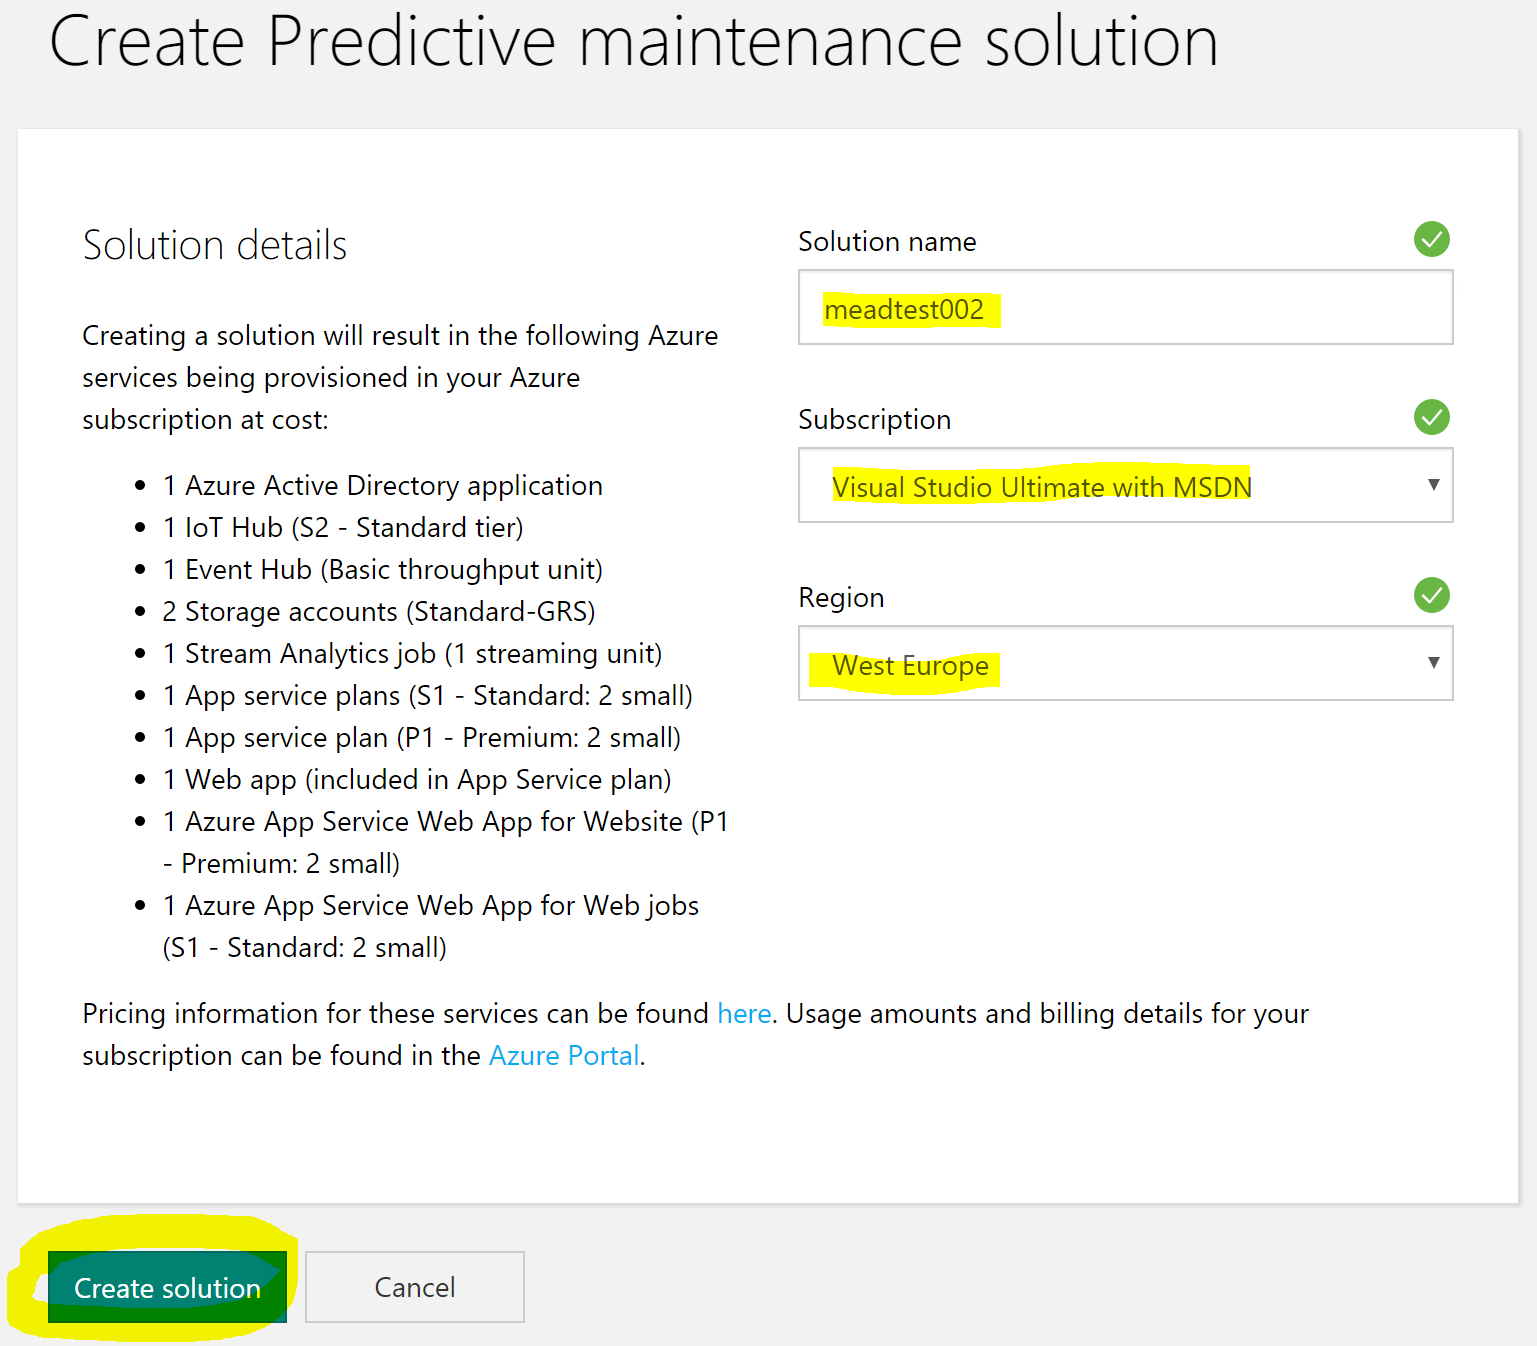 Create Predictive maintenance solution
Solution details
Creating a solution will result in the following Azure
services being provisioned in your Azure
subscription at cost:
• 1 Azure Active Directory application
• 1 IoT Hub (S2 - Standard tier)
• 1 Event Hub (Basic throughput unit)
• 2 Storage accounts (Standard-GRS)
• 1 Stream Analytics job (1 streaming unit)
• 1 App service plans (S1 - Standard: 2 small)
• 1 App service plan (P1 - Premium: 2 small)
• 1 Web app (included in App Service plan)
• 1 Azure App Service Web App for Website (P1
- Premium: 2 small)
• 1 Azure App Service Web App for Web jobs
(S1 - Standard: 2 small)
Solution name
meadtest002
Subscription
Visual Studio Ultimate with MSDN
Region
West Europe
Pricing information for these services can be found here. Usage amounts and billing details for your
subscription can be found in the Azure Portal.
Create solution
Cancel